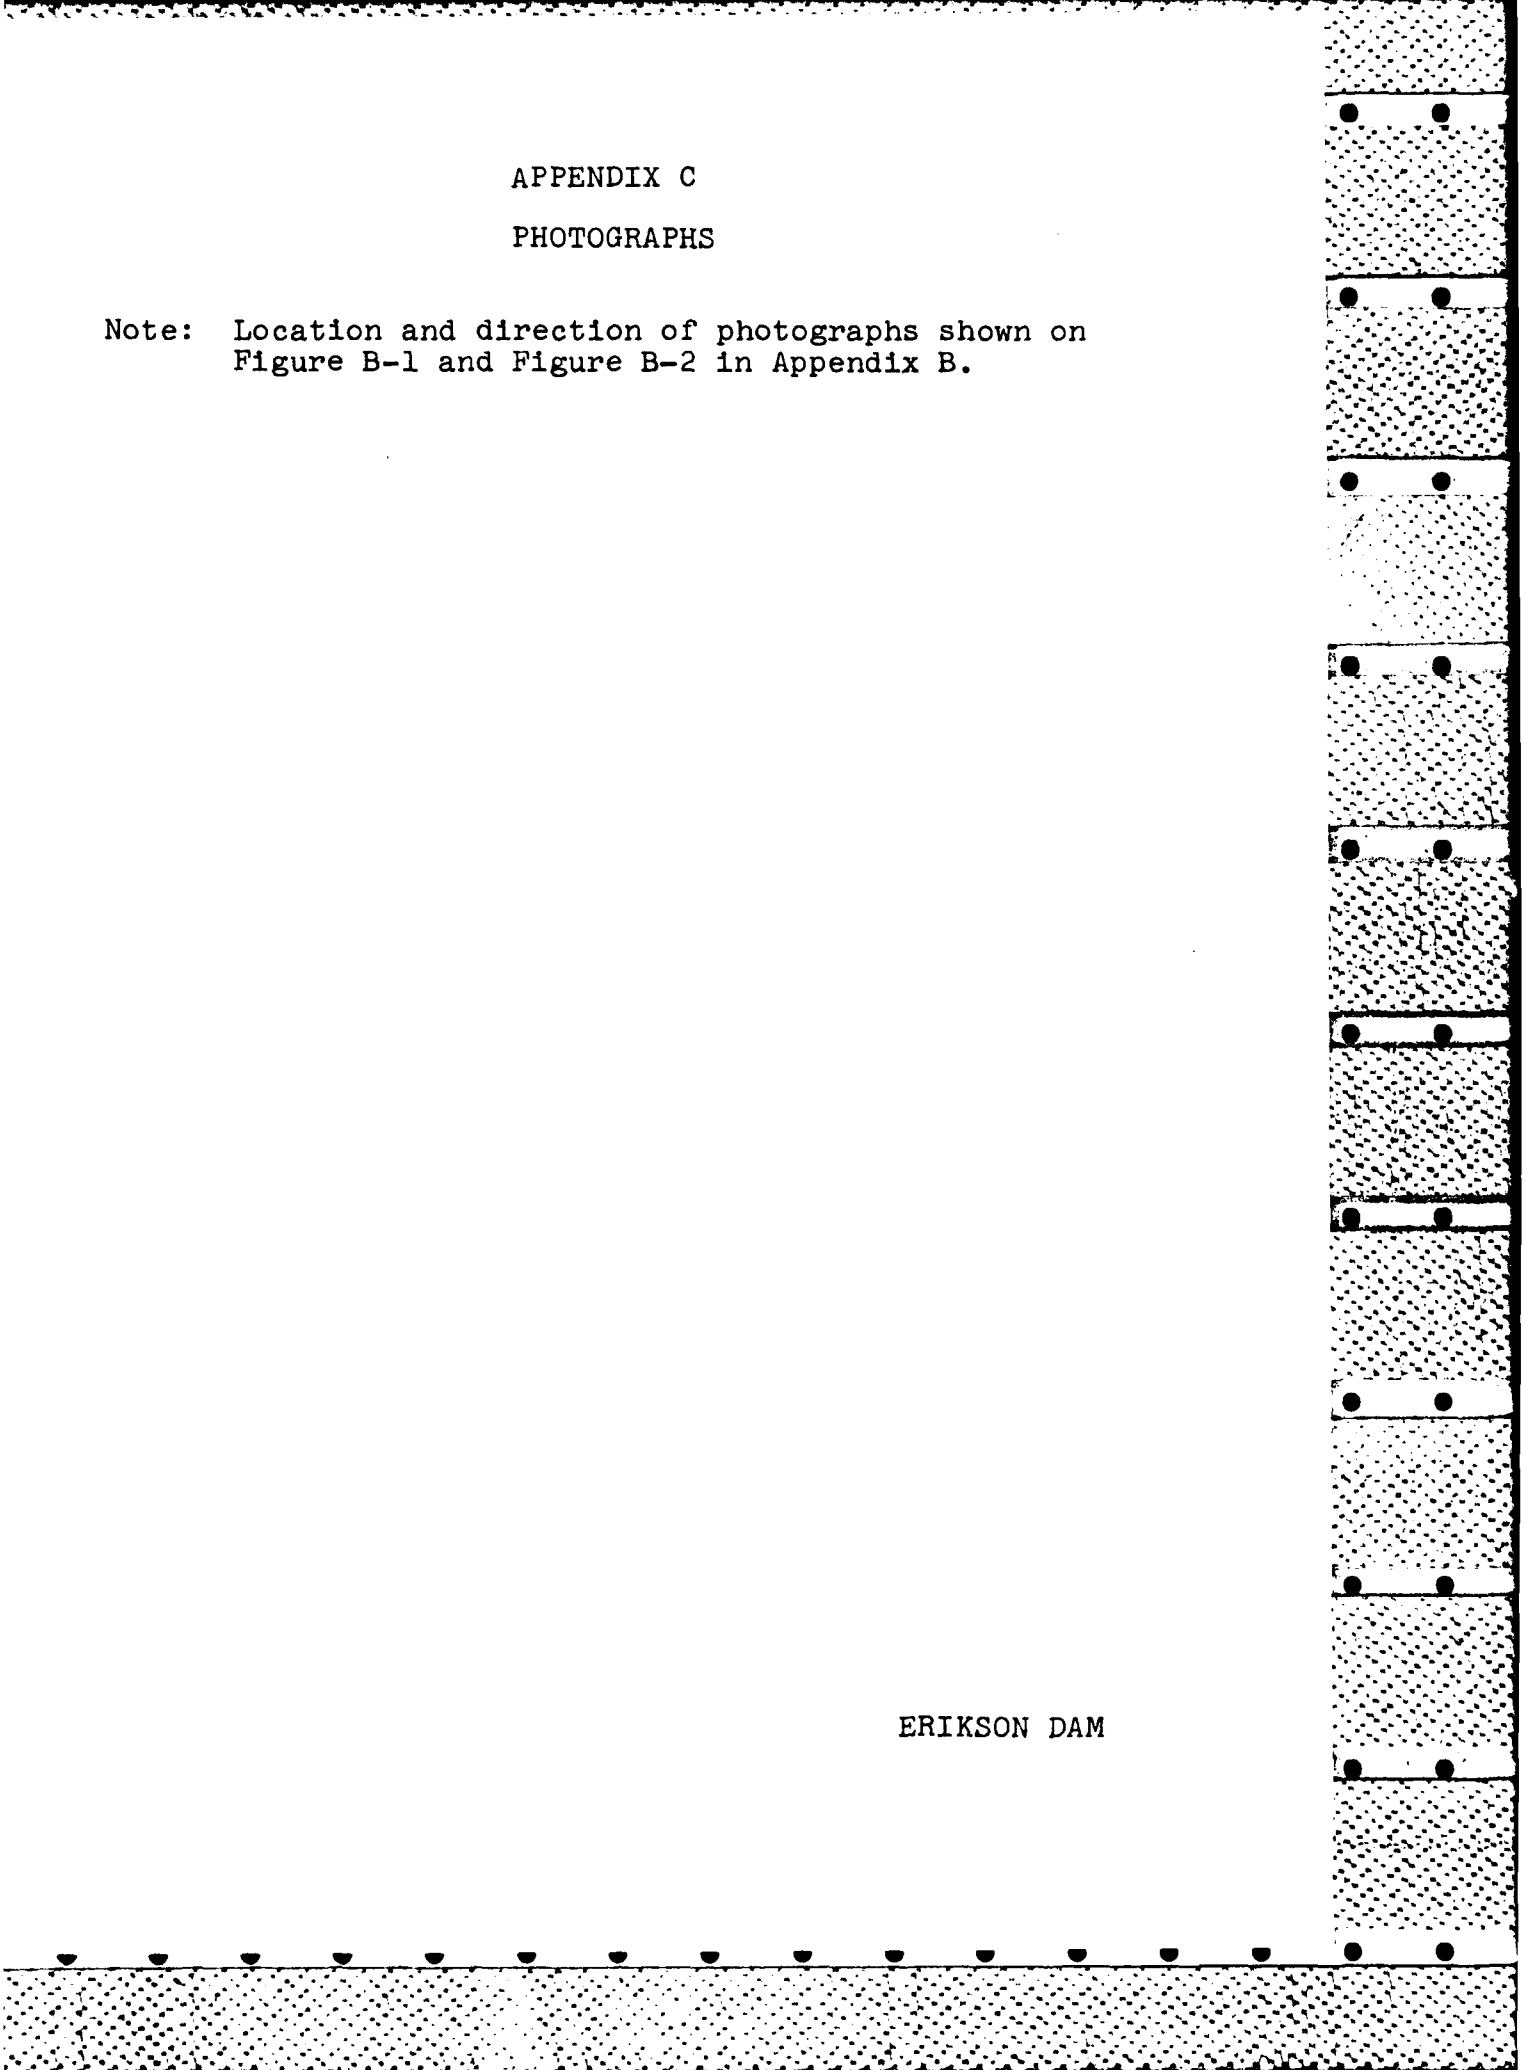 APPENDIX C
PHOTOGRAPHS
Note: Location and direction of photographs shown on
Figure B-1 and Figure B-2 in Appendix B.
ERIKSON DAM